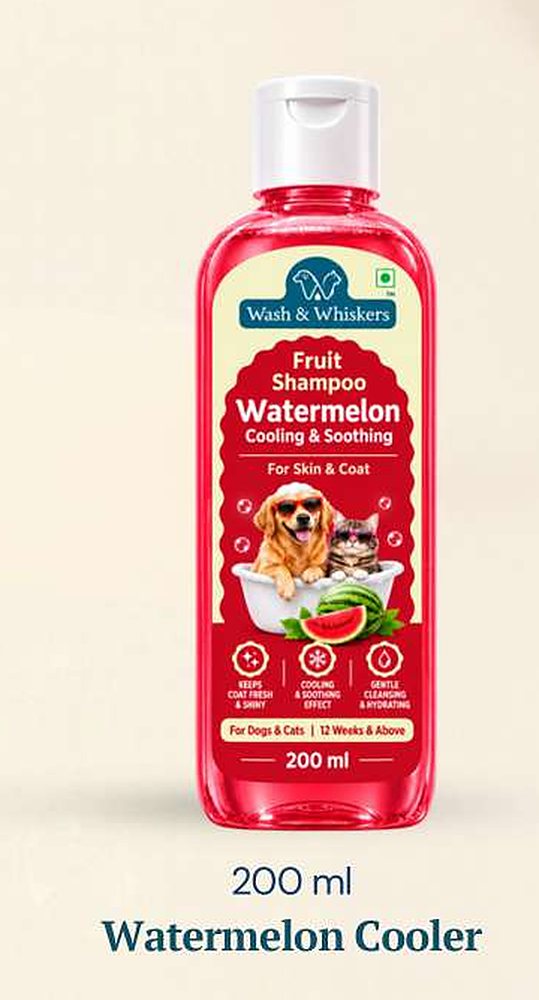 Wash & Whiskers
Fruit
Shampoo
Watermelon
Cooling & Soothing
For Skin & Coat
KEEPS
COAT FRESH
& SHINY
COOLING
& SOOTHING
EFFECT
GENTLE
CLEANSING
& HYDRATING
For Dogs & Cats | 12 Weeks & Above
200 ml
200 ml
Watermelon Cooler